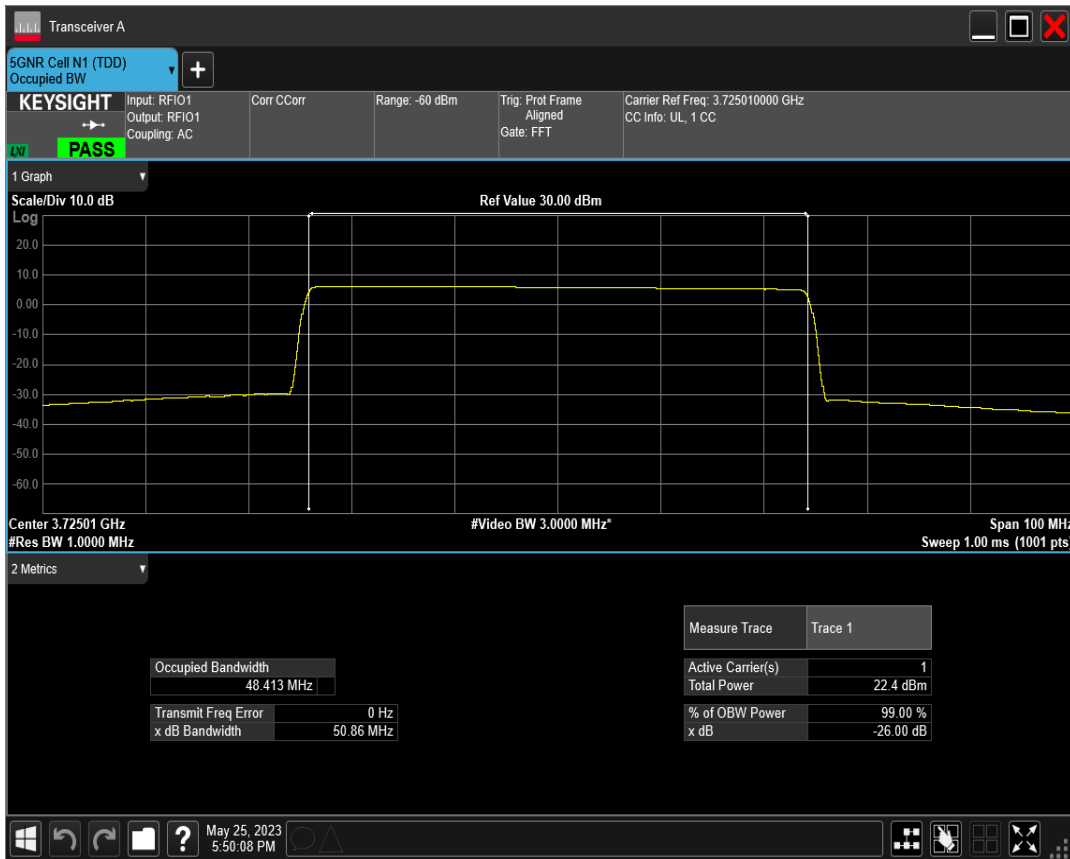 Transceiver A
5GNR Cell N1 (TDD)
Occupied BW
+
KEYSIGHT
LXI
PASS
Input: RFIO1
Output: RFIO1
Coupling: AC
Corr CCorr
Range: -60 dBm
Trig: Prot Frame
Aligned
Gate: FFT
Carrier Ref Freq: 3.725010000 GHz
CC Info: UL, 1 CC
1 Graph
Scale/Div 10.0 dB
Ref Value 30.00 dBm
Log
20.0
10.0
0.00
-10.0
-20.0
-30.0
-40.0
-50.0
-60.0
Center 3.72501 GHz
#Video BW 3.0000 MHz*
Span 100 MHz
#Res BW 1.0000 MHz
Sweep 1.00 ms (1001 pts)
2 Metrics
Measure Trace Trace 1
Occupied Bandwidth
48.413 MHz
Active Carrier(s) 1
Total Power 22.4 dBm
Transmit Freq Error 0 Hz
x dB Bandwidth 50.86 MHz
% of OBW Power 99.00 %
x dB -26.00 dB
?
May 25, 2023
5:50:08 PM